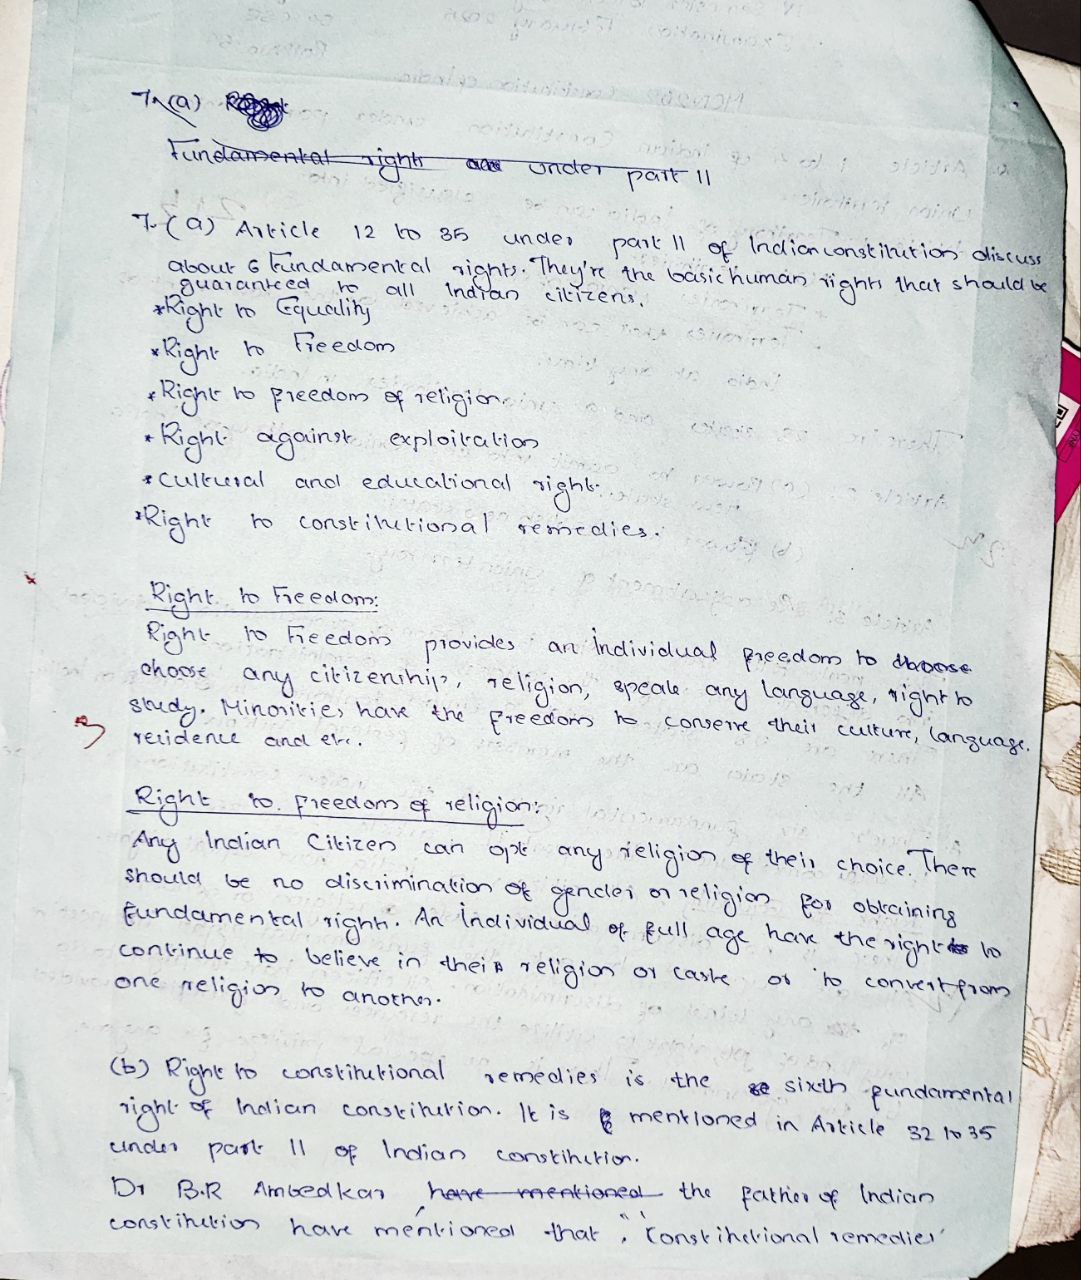 7.(a)
Fundamental right under part II
7.(a) Article 12 to 35 under part II of Indian constitution discuss
about 6 Fundamental rights. They're the basic human rights that should be
guaranteed to all Indian citizens.
*Right to Equality
*Right to Freedom
*Right to freedom of religion.
*Right against exploitation
*cultural and educational right.
*Right to constitutional remedies.
Right to Freedom:
Right to Freedom provides an individual freedom to
choose any citizenship, religion, speak any language, right to
study. Minorities have the freedom to conserve their culture, language.
3
residence and etc.
Right to freedom of religion:
Any Indian Citizen can opt any religion of their choice. There
should be no discrimination of gender or religion for obtaining
fundamental right. An individual of full age have the right to
continue to believe in their religion or caste or to convert from
one religion to another.
(b) Right to constitutional remedies is the sixth fundamental
right of Indian constitution. It is mentioned in Article 32 to 35
under part II of Indian constitution.
Dr B.R Ambedkar have mentioned the father of Indian
constitution have mentioned that, "constitutional remedies"